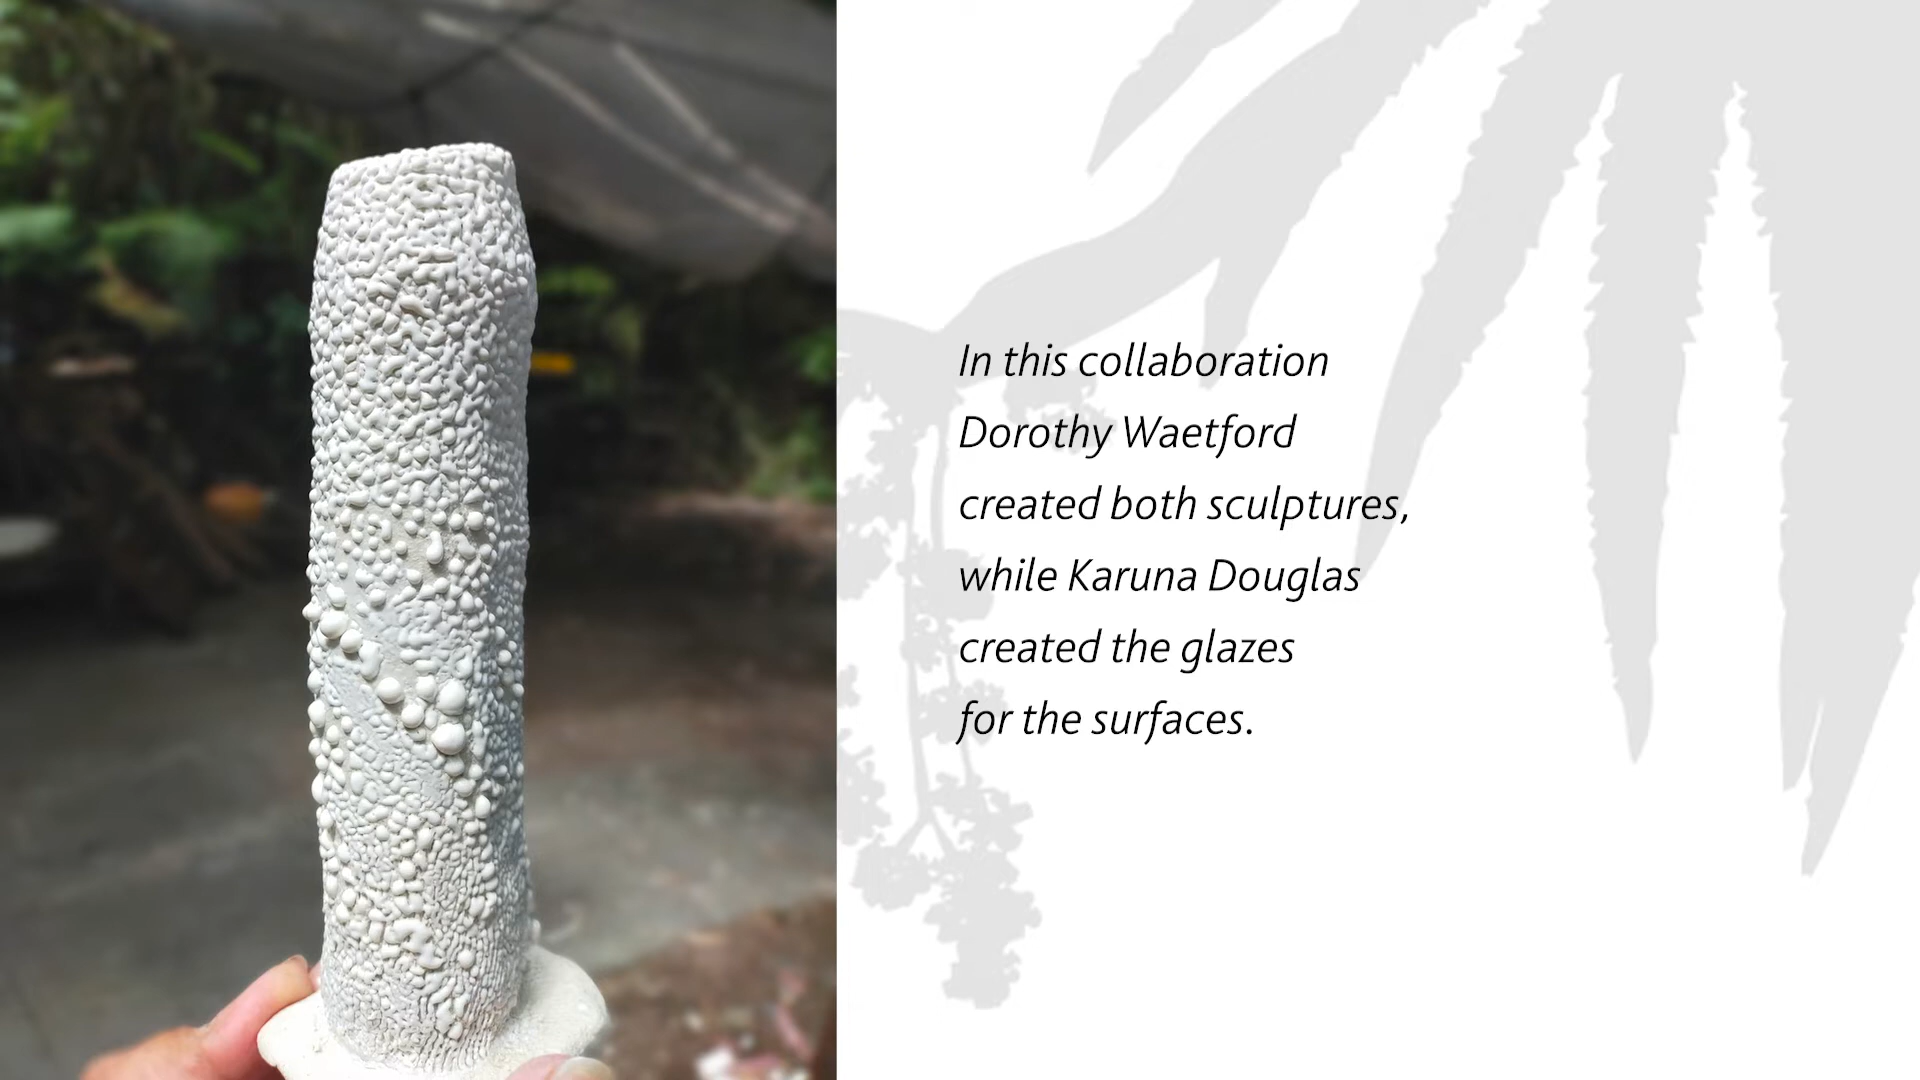 In this collaboration
Dorothy Waetford
created both sculptures,
while Karuna Douglas
created the glazes
for the surfaces.